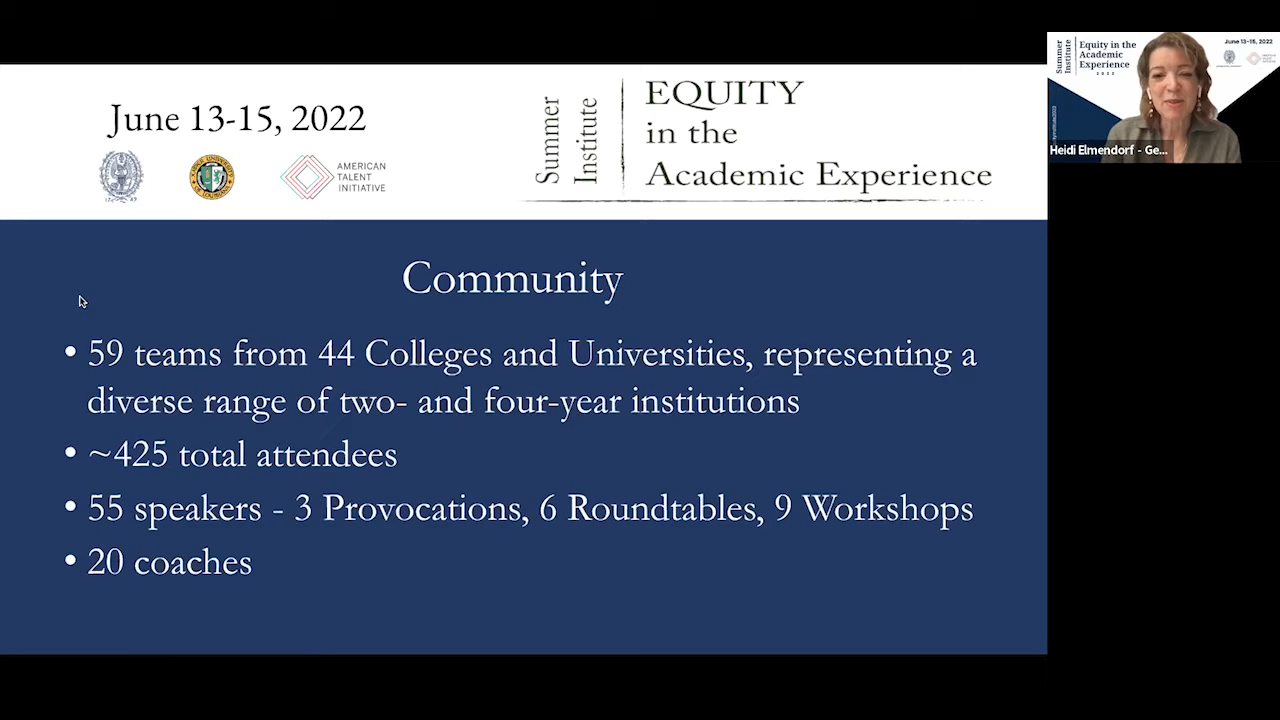 June 13-15, 2022
AMERICAN
TALENT
INITIATIVE
Summer
Institute
EQUITY
in the
Academic Experience
Community
• 59 teams from 44 Colleges and Universities, representing a
diverse range of two- and four-year institutions
• ~425 total attendees
• 55 speakers - 3 Provocations, 6 Roundtables, 9 Workshops
• 20 coaches
Summer
Institute
Equity in the
Academic
Experience
2022
June 13-15, 2022
Heidi Elmendorf - Ge...